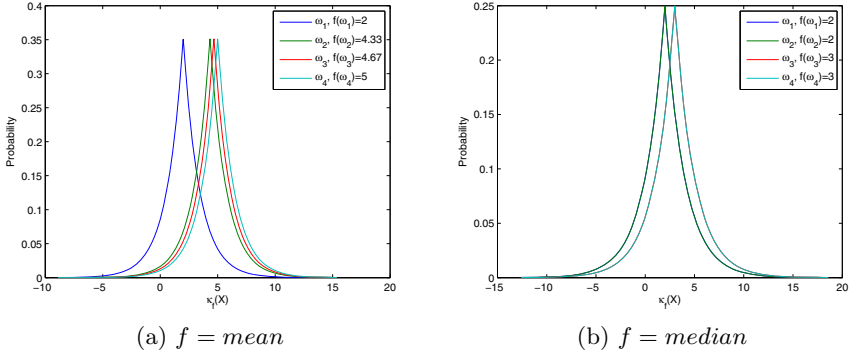 0.4
0.35
0.3
0.25
0.2
0.15
0.1
0.05
0
Probability
−10 −5 0 5 10 15 20
κf(X)
ω1, f(ω1)=2
ω2, f(ω2)=4.33
ω3, f(ω3)=4.67
ω4, f(ω4)=5
(a) f = mean
0.25
0.2
0.15
0.1
0.05
0
Probability
−15 −10 −5 0 5 10 15 20
κf(X)
ω1, f(ω1)=2
ω2, f(ω2)=2
ω3, f(ω3)=3
ω4, f(ω4)=3
(b) f = median